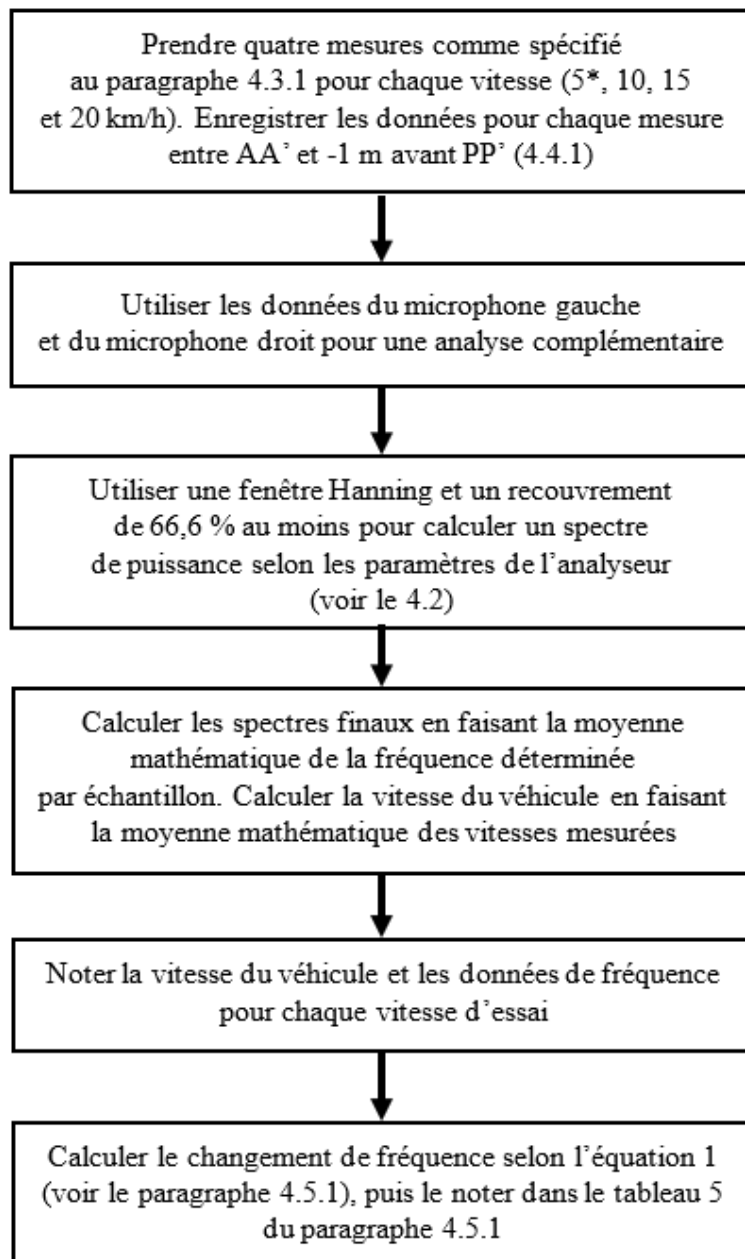 Prendre quatre mesures comme spécifié
au paragraphe 4.3.1 pour chaque vitesse (5*, 10, 15
et 20 km/h). Enregistrer les données pour chaque mesure
entre AA’ et -1 m avant PP’ (4.4.1)
Utiliser les données du microphone gauche
et du microphone droit pour une analyse complémentaire
Utiliser une fenêtre Hanning et un recouvrement
de 66,6 % au moins pour calculer un spectre
de puissance selon les paramètres de l’analyseur
(voir le 4.2)
Calculer les spectres finaux en faisant la moyenne
mathématique de la fréquence déterminée
par échantillon. Calculer la vitesse du véhicule en faisant
la moyenne mathématique des vitesses mesurées
Noter la vitesse du véhicule et les données de fréquence
pour chaque vitesse d’essai
Calculer le changement de fréquence selon l’équation 1
(voir le paragraphe 4.5.1), puis le noter dans le tableau 5
du paragraphe 4.5.1